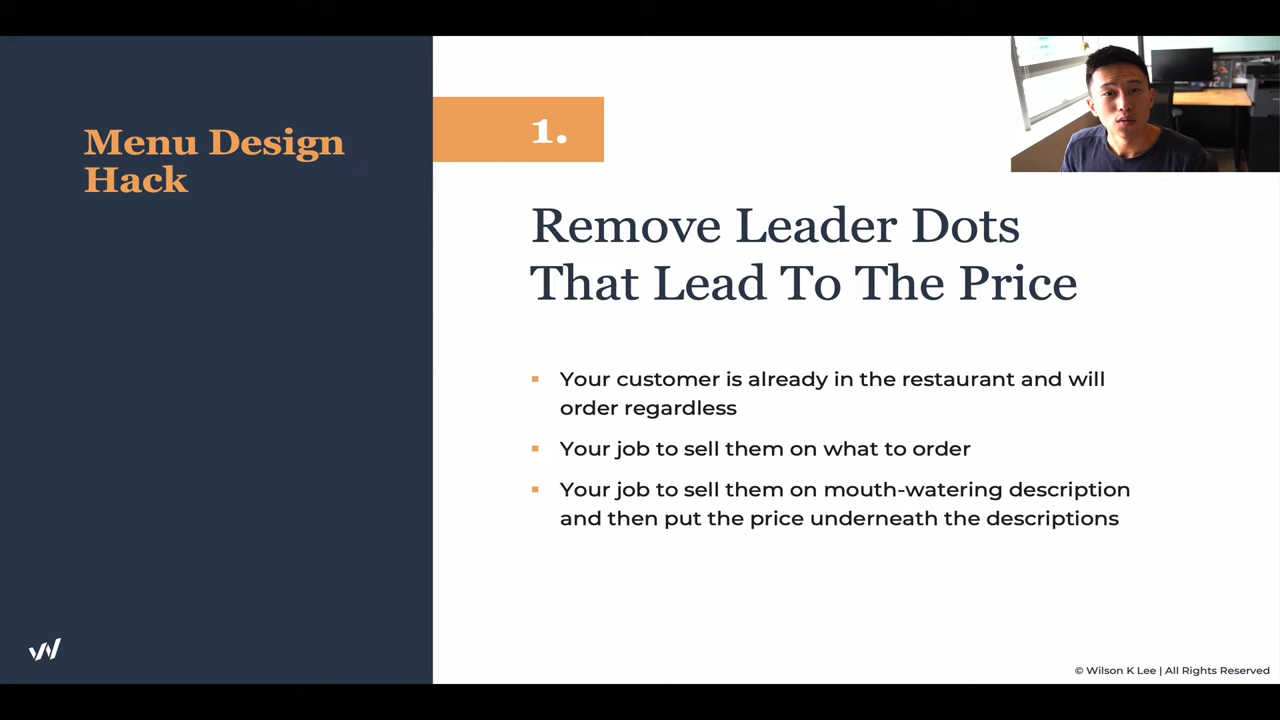 Menu Design
Hack
1.
Remove Leader Dots
That Lead To The Price
Your customer is already in the restaurant and will
order regardless
Your job to sell them on what to order
Your job to sell them on mouth-watering description
and then put the price underneath the descriptions
© Wilson K Lee | All Rights Reserved